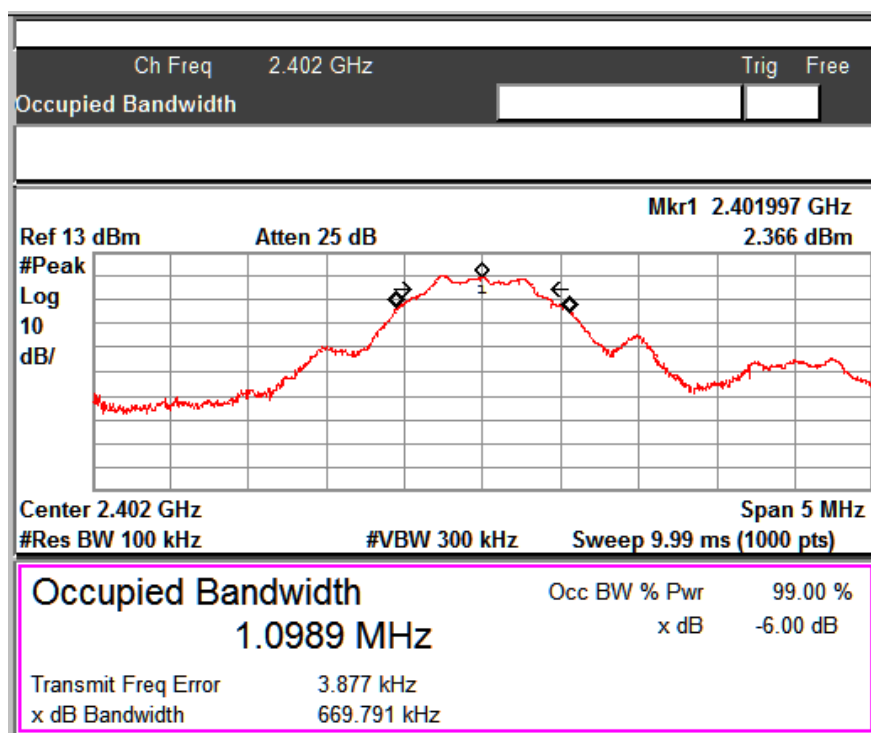 Ch Freq 2.402 GHz Trig Free
Occupied Bandwidth
Mkr1 2.401997 GHz
Ref 13 dBm Atten 25 dB 2.366 dBm
#Peak
Log
10
dB/
1
Center 2.402 GHz Span 5 MHz
#Res BW 100 kHz #VBW 300 kHz Sweep 9.99 ms (1000 pts)
Occupied Bandwidth Occ BW % Pwr 99.00 %
1.0989 MHz x dB -6.00 dB
Transmit Freq Error 3.877 kHz
x dB Bandwidth 669.791 kHz